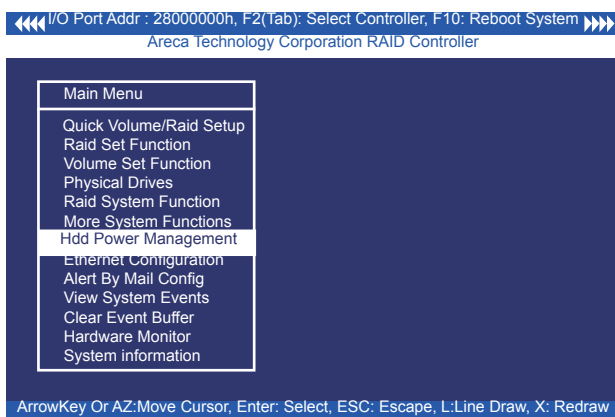 I/O Port Addr : 28000000h, F2(Tab): Select Controller, F10: Reboot System
Areca Technology Corporation RAID Controller
Main Menu
Quick Volume/Raid Setup
Raid Set Function
Volume Set Function
Physical Drives
Raid System Function
More System Functions
Hdd Power Management
Ethernet Configuration
Alert By Mail Config
View System Events
Clear Event Buffer
Hardware Monitor
System information
ArrowKey Or AZ:Move Cursor, Enter: Select, ESC: Escape, L:Line Draw, X: Redraw